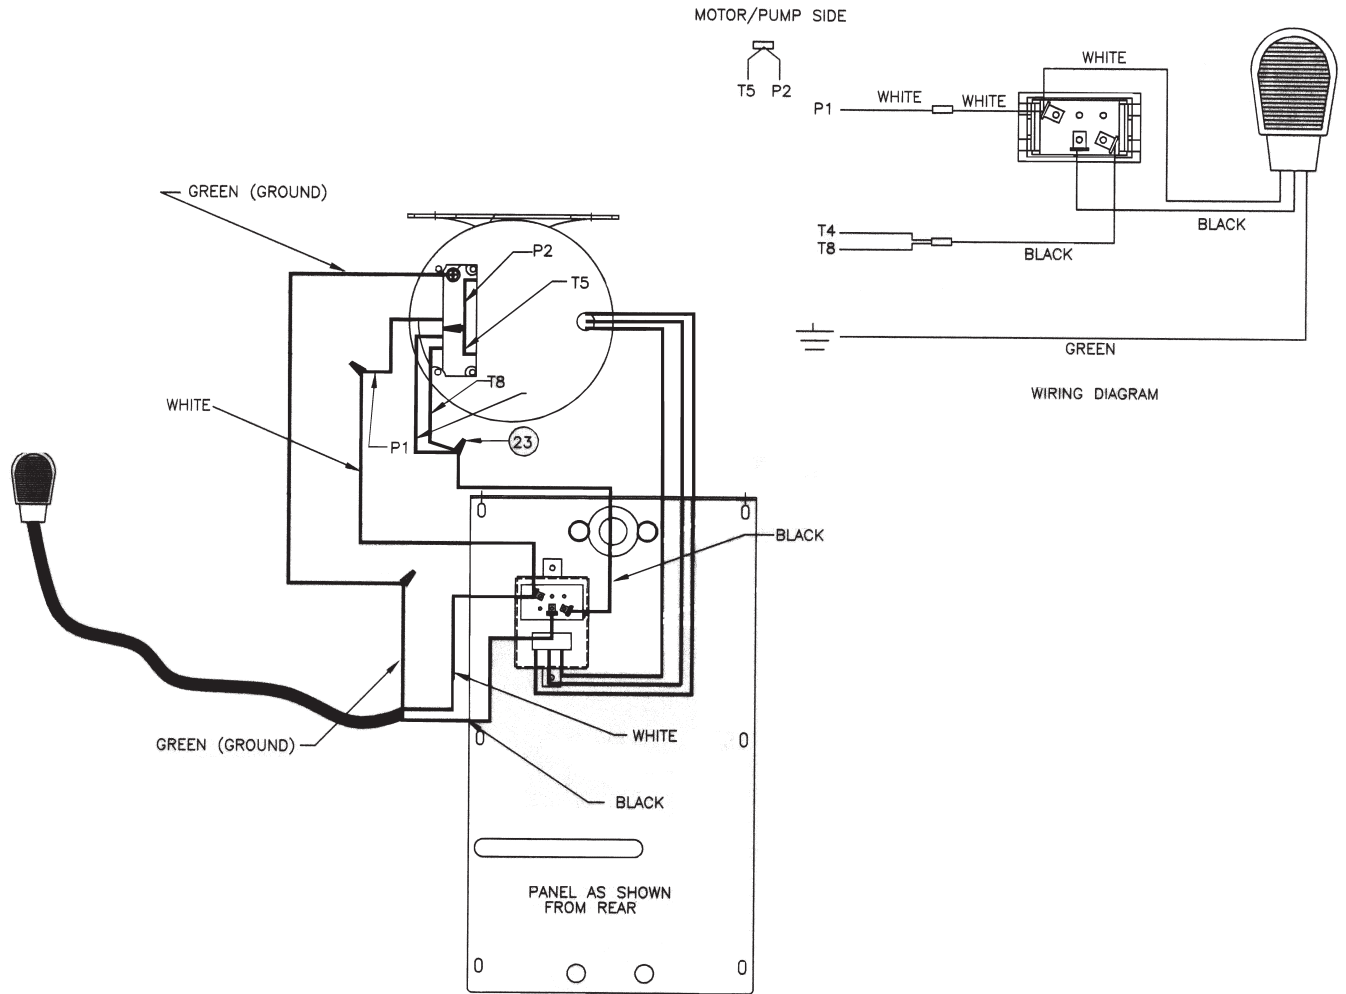 MOTOR/PUMP SIDE
T5 P2
WHITE
P1
WHITE
WHITE
BLACK
T4
T8
BLACK
GREEN
WIRING DIAGRAM
GREEN (GROUND)
P2
T5
T8
WHITE
P1
23
BLACK
GREEN (GROUND)
WHITE
BLACK
PANEL AS SHOWN
FROM REAR